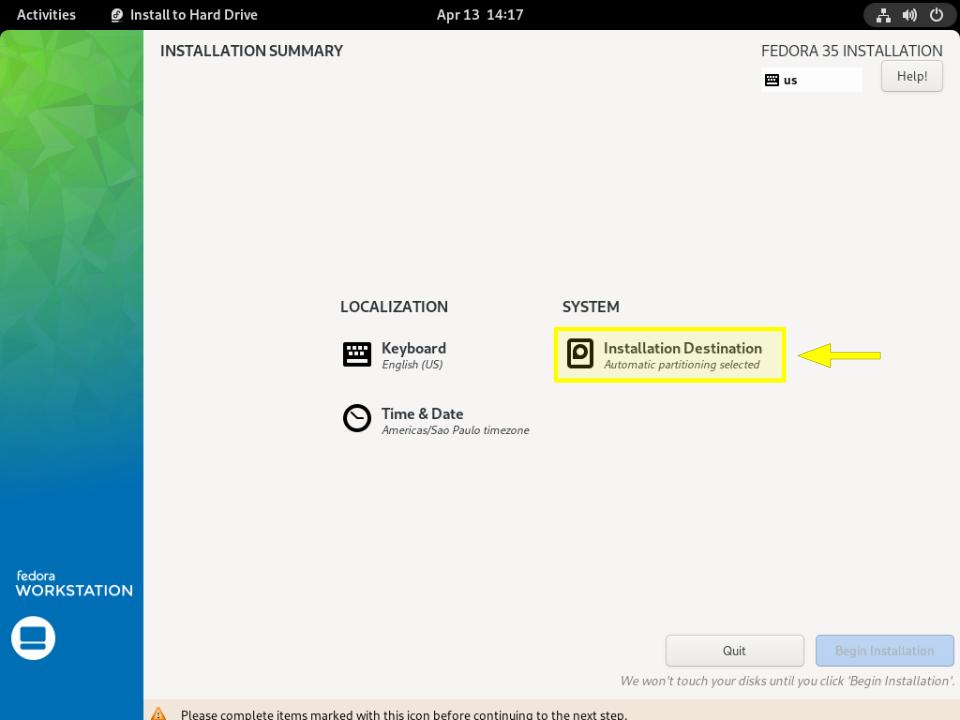 Activities
Install to Hard Drive
Apr 13 14:17
INSTALLATION SUMMARY
FEDORA 35 INSTALLATION
us
Help!
LOCALIZATION
SYSTEM
Keyboard
English (US)
Installation Destination
Automatic partitioning selected
Time & Date
Americas/Sao Paulo timezone
fedora
WORKSTATION
Quit
Begin Installation
We won't touch your disks until you click 'Begin Installation'.
Please complete items marked with this icon before continuing to the next step.